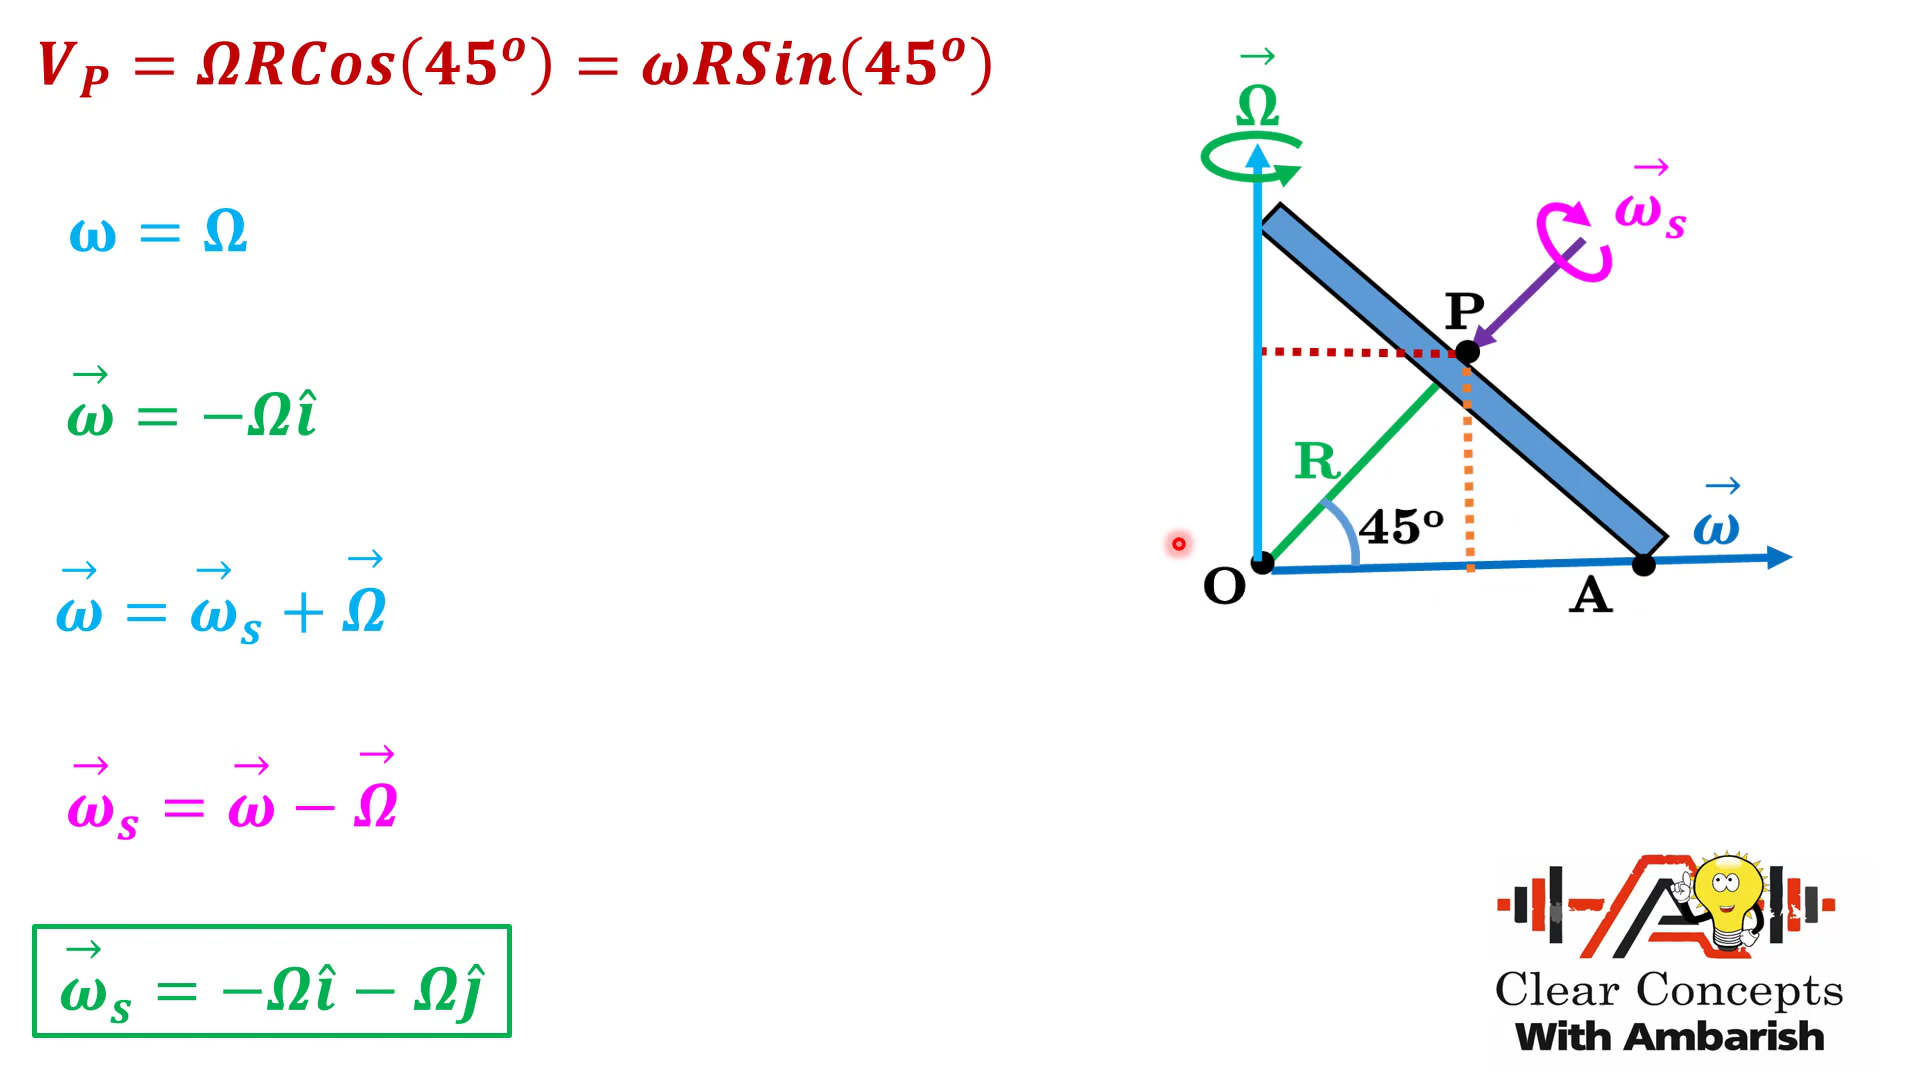 V_P = ΩRCos(45°) = ωRSin(45°)
ω = Ω
ω⃗ = −Ωî
ω⃗ = ω⃗_s + Ω⃗
ω⃗_s = ω⃗ − Ω⃗
ω⃗_s = −Ωî − Ωĵ
Ω⃗
ω⃗_s
P
R
45°
ω⃗
O
A
Clear Concepts
With Ambarish